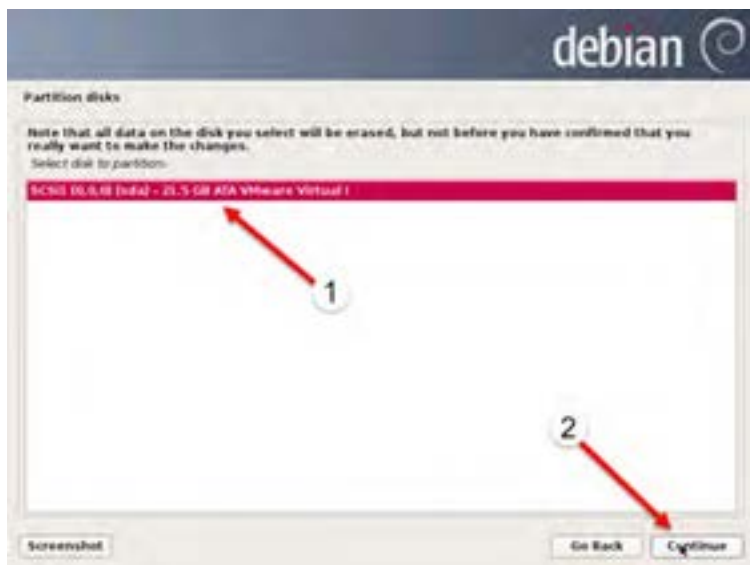 debian
Partition disks
Note that all data on the disk you select will be erased, but not before you have confirmed that you
really want to make the changes.
Select disk to partition:
(sda) - 21.5 GB ATA VMware Virtual I
1
2
Screenshot
Go Back
Continue